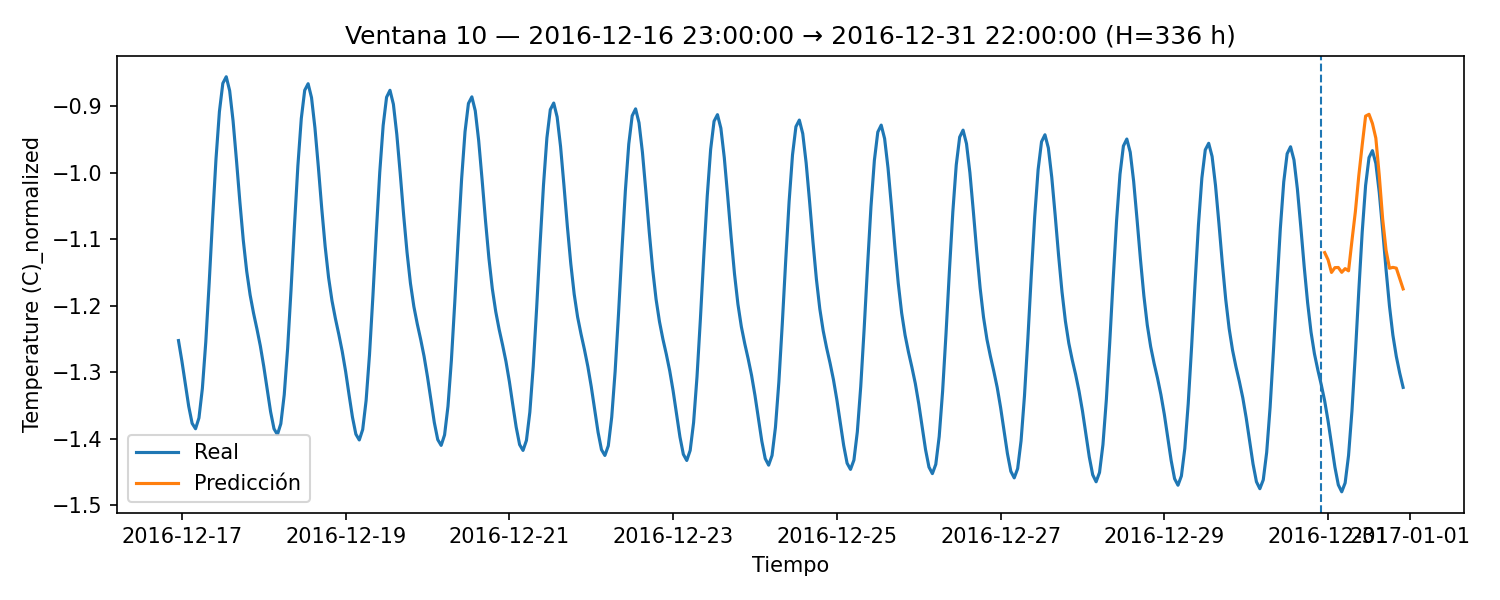 Ventana 10 — 2016-12-16 23:00:00 → 2016-12-31 22:00:00 (H=336 h)
Temperature (C)_normalized
−0.9
−1.0
−1.1
−1.2
−1.3
−1.4
−1.5
Real
Predicción
2016-12-17 2016-12-19 2016-12-21 2016-12-23 2016-12-25 2016-12-27 2016-12-29 2016-12-31 2017-01-01
Tiempo